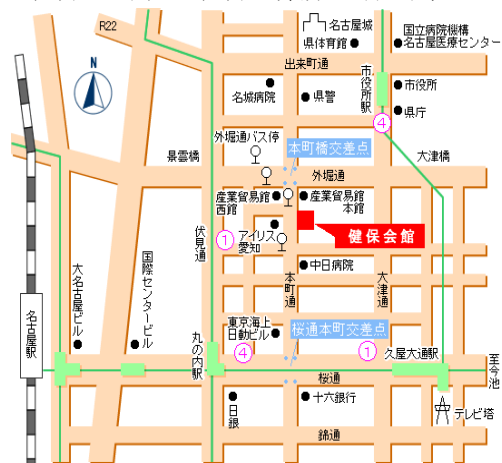 R22
名古屋城
県体育館
国立病院機構
名古屋医療センター
出来町通
N
名城病院
県警
市役所駅
市役所
県庁
④
外堀通バス停
本町橋交差点
景雲橋
大津橋
外堀通
産業貿易館
西館
産業貿易館
本館
伏見通
①
アイリス
愛知
健保会館
中日病院
本町通
大津通
大名古屋ビル
国際センタービル
名古屋駅
丸の内駅
東京海上
日動ビル
④
桜通本町交差点
①
久屋大通駅
至今池
桜通
日銀
十六銀行
テレビ塔
錦通